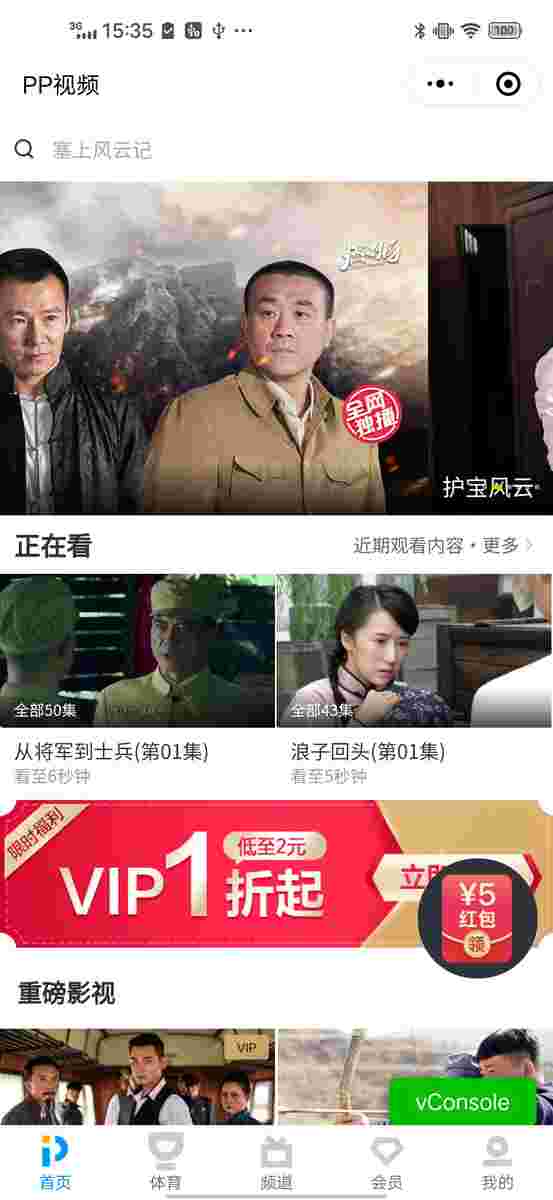 3G 15:35 100
PP视频
塞上风云记
全网
独播
护宝风云
正在看
近期观看内容·更多
全部50集
全部43集
从将军到士兵(第01集)
浪子回头(第01集)
看至6秒钟
看至5秒钟
限时福利
VIP1折起
低至2元
立即
¥5
红包
领
重磅影视
VIP
vConsole
首页
体育
频道
会员
我的